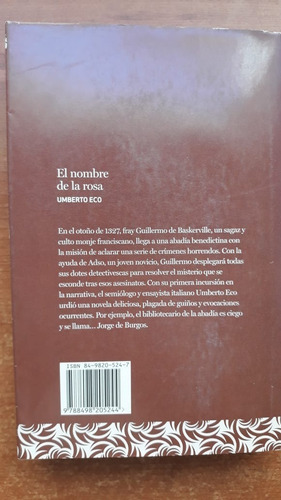 El nombre
de la rosa
UMBERTO ECO
En el otoño de 1327, fray Guillermo de Baskerville, un sagaz y
culto monje franciscano, llega a una abadía benedictina con
la misión de aclarar una serie de crímenes horrendos. Con la
ayuda de Adso, un joven novicio, Guillermo desplegará todas
sus dotes detectivescas para resolver el misterio que se
esconde tras esos asesinatos. Con su primera incursión en
la narrativa, el semiólogo y ensayista italiano Umberto Eco
urdió una novela deliciosa, plagada de guiños y evocaciones
ocurrentes. Por ejemplo, el bibliotecario de la abadía es ciego
y se llama... Jorge de Burgos.
ISBN 84-9820-524-7
9 788498 205244